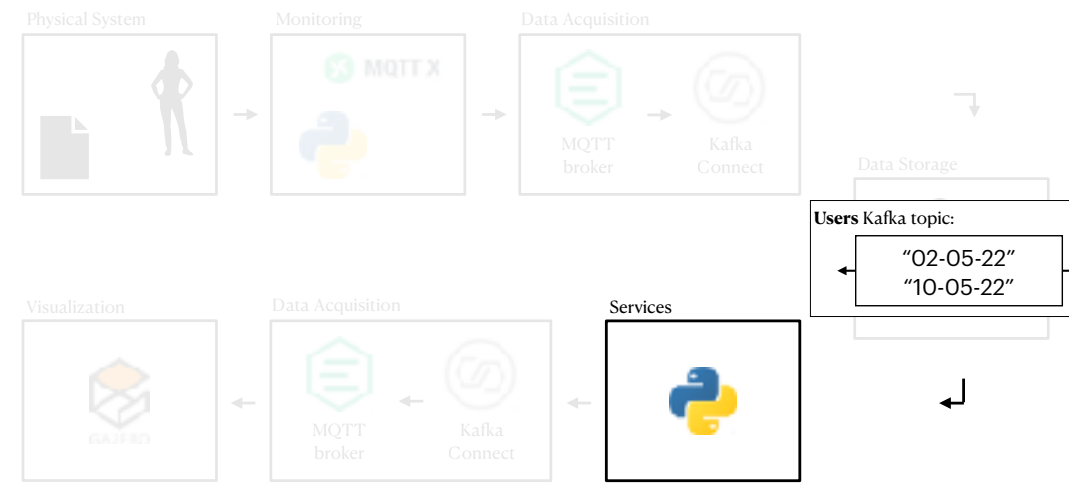 Physical System
Monitoring
Data Acquisition
MQTT X
MQTT
broker
Kafka
Connect
Data Storage
Users Kafka topic:
“02-05-22”
“10-05-22”
Visualization
Data Acquisition
Services
GAZEBO
MQTT
broker
Kafka
Connect